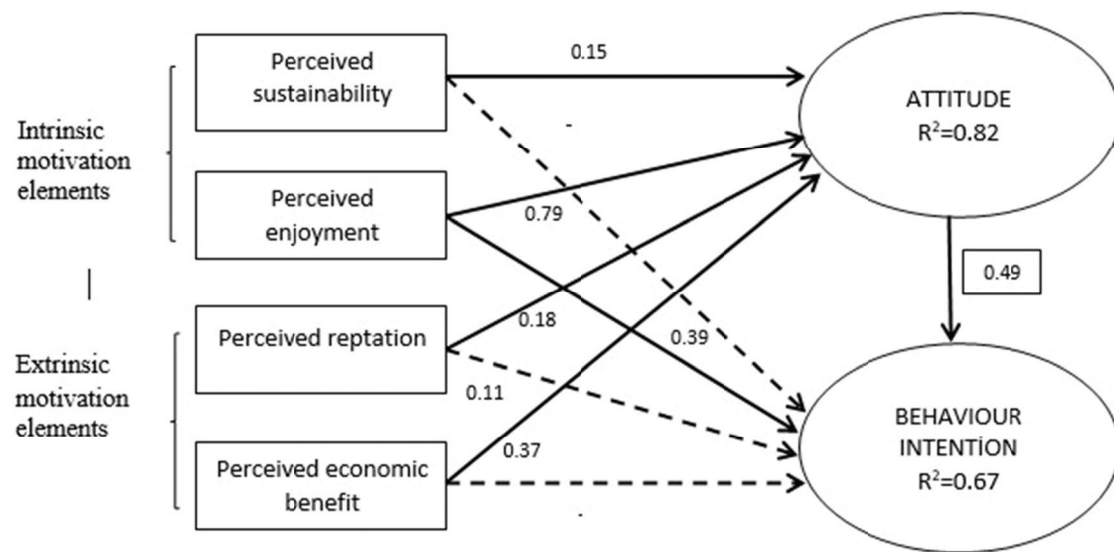 Intrinsic
motivation
elements
Extrinsic
motivation
elements
Perceived
sustainability
Perceived
enjoyment
Perceived reptation
Perceived economic
benefit
0.15
0.79
0.18
0.39
0.11
0.37
ATTITUDE
R²=0.82
0.49
BEHAVIOUR
INTENTİON
R²=0.67